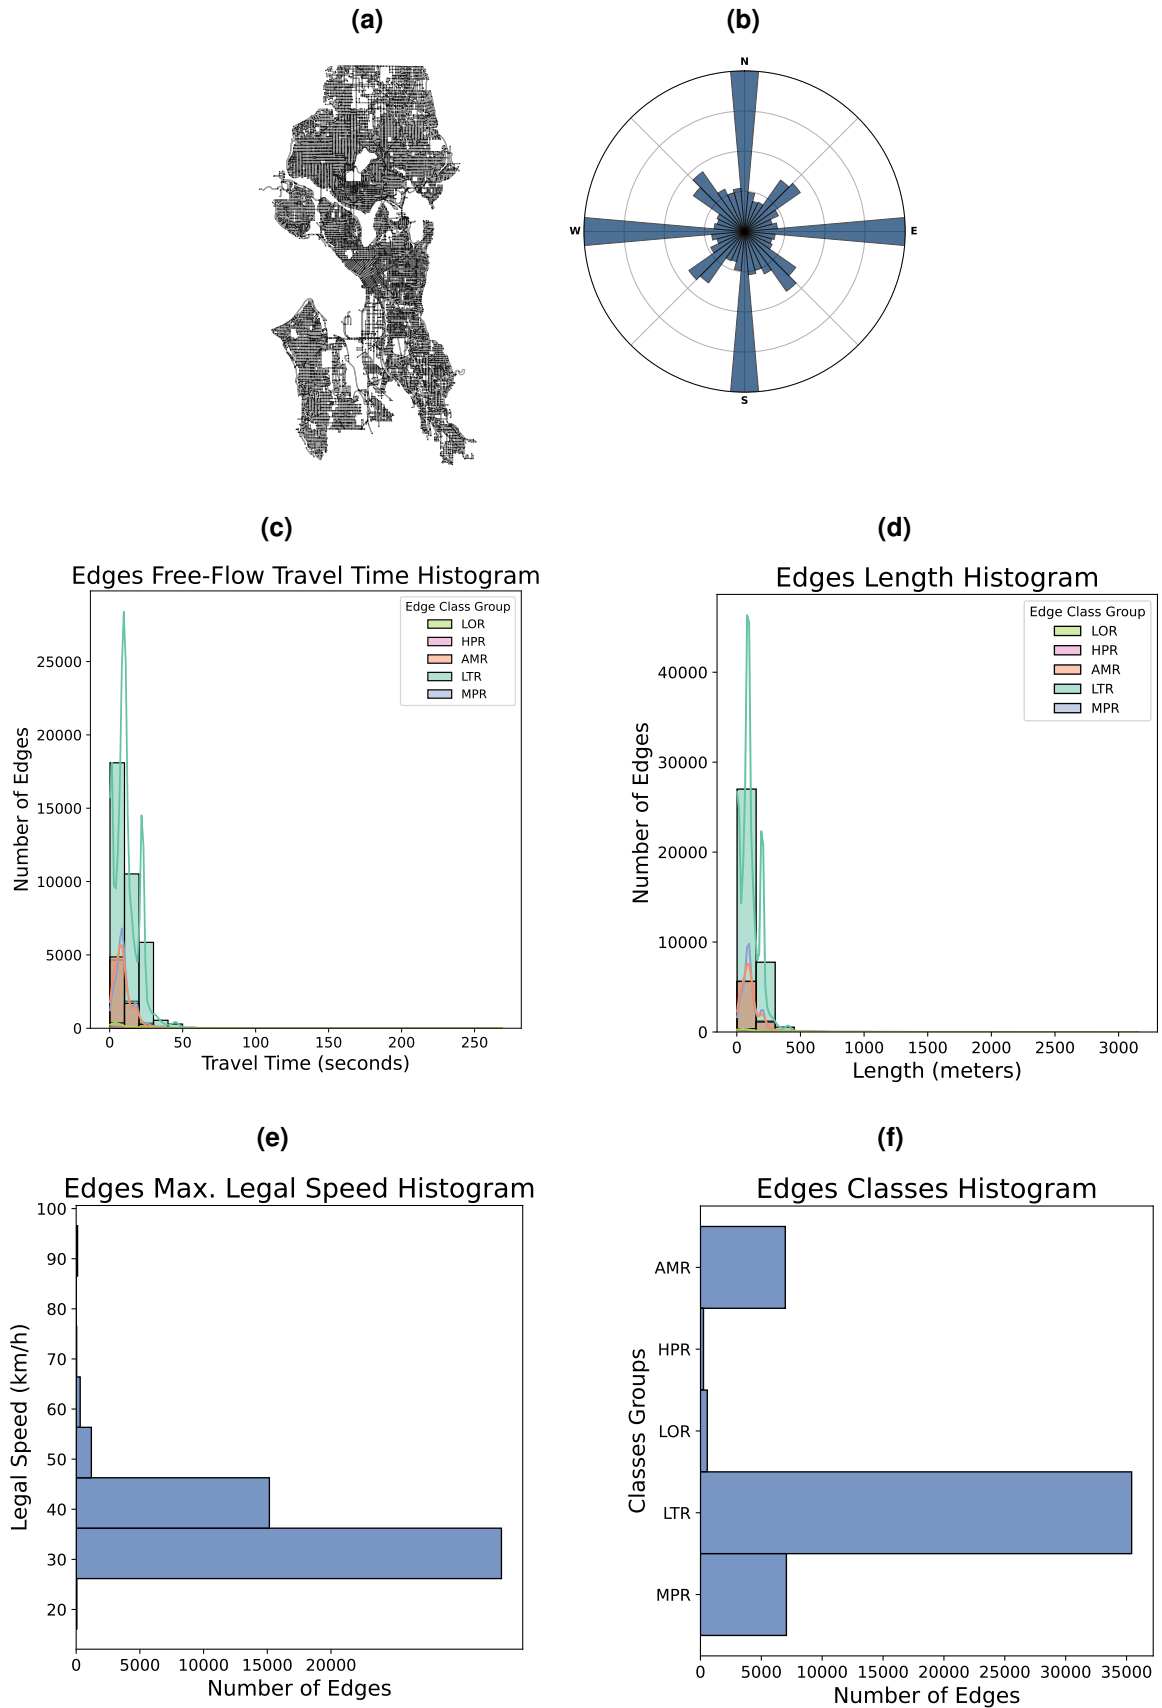 (a)
(b)
N
W
E
S
(c)
(d)
Edges Free-Flow Travel Time Histogram
Number of Edges
25000
20000
15000
10000
5000
0
Edge Class Group
LOR
HPR
AMR
LTR
MPR
0 50 100 150 200 250
Travel Time (seconds)
Edges Length Histogram
Number of Edges
40000
30000
20000
10000
0
Edge Class Group
LOR
HPR
AMR
LTR
MPR
0 500 1000 1500 2000 2500 3000
Length (meters)
(e)
(f)
Edges Max. Legal Speed Histogram
Legal Speed (km/h)
100
90
80
70
60
50
40
30
20
0 5000 10000 15000 20000
Number of Edges
Edges Classes Histogram
Classes Groups
AMR
HPR
LOR
LTR
MPR
0 5000 10000 15000 20000 25000 30000 35000
Number of Edges